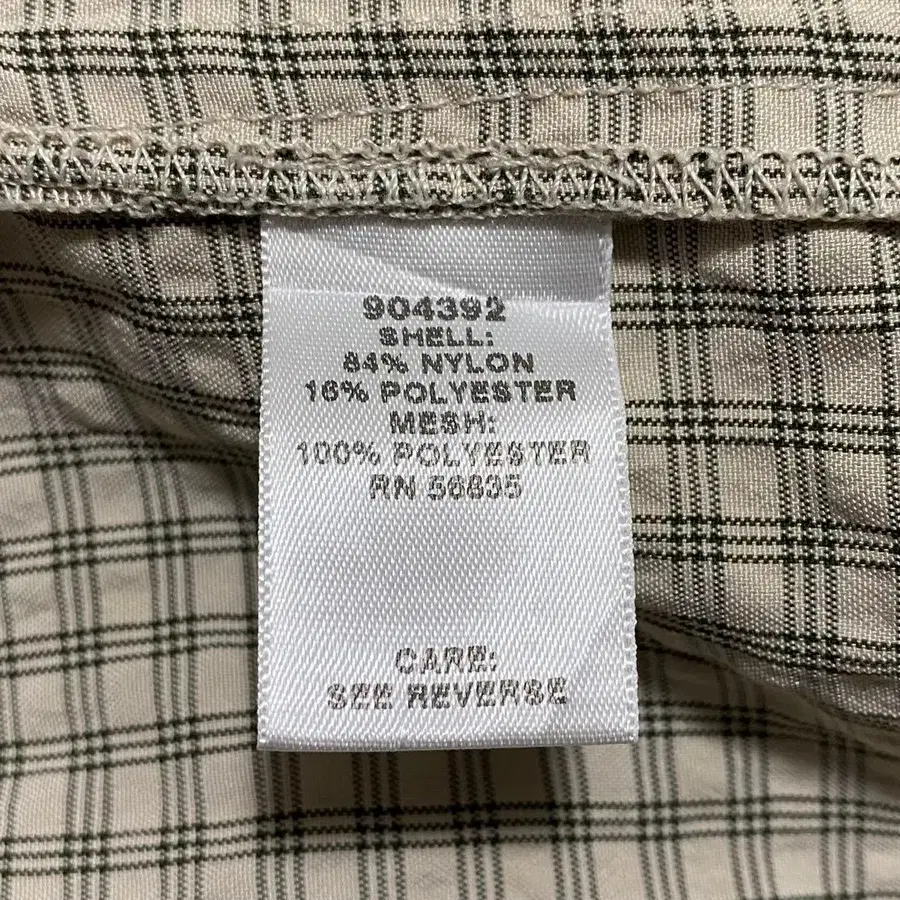 904392
SHELL:
84% NYLON
16% POLYESTER
MESH:
100% POLYESTER
RN 56835
CARE:
SEE REVERSE